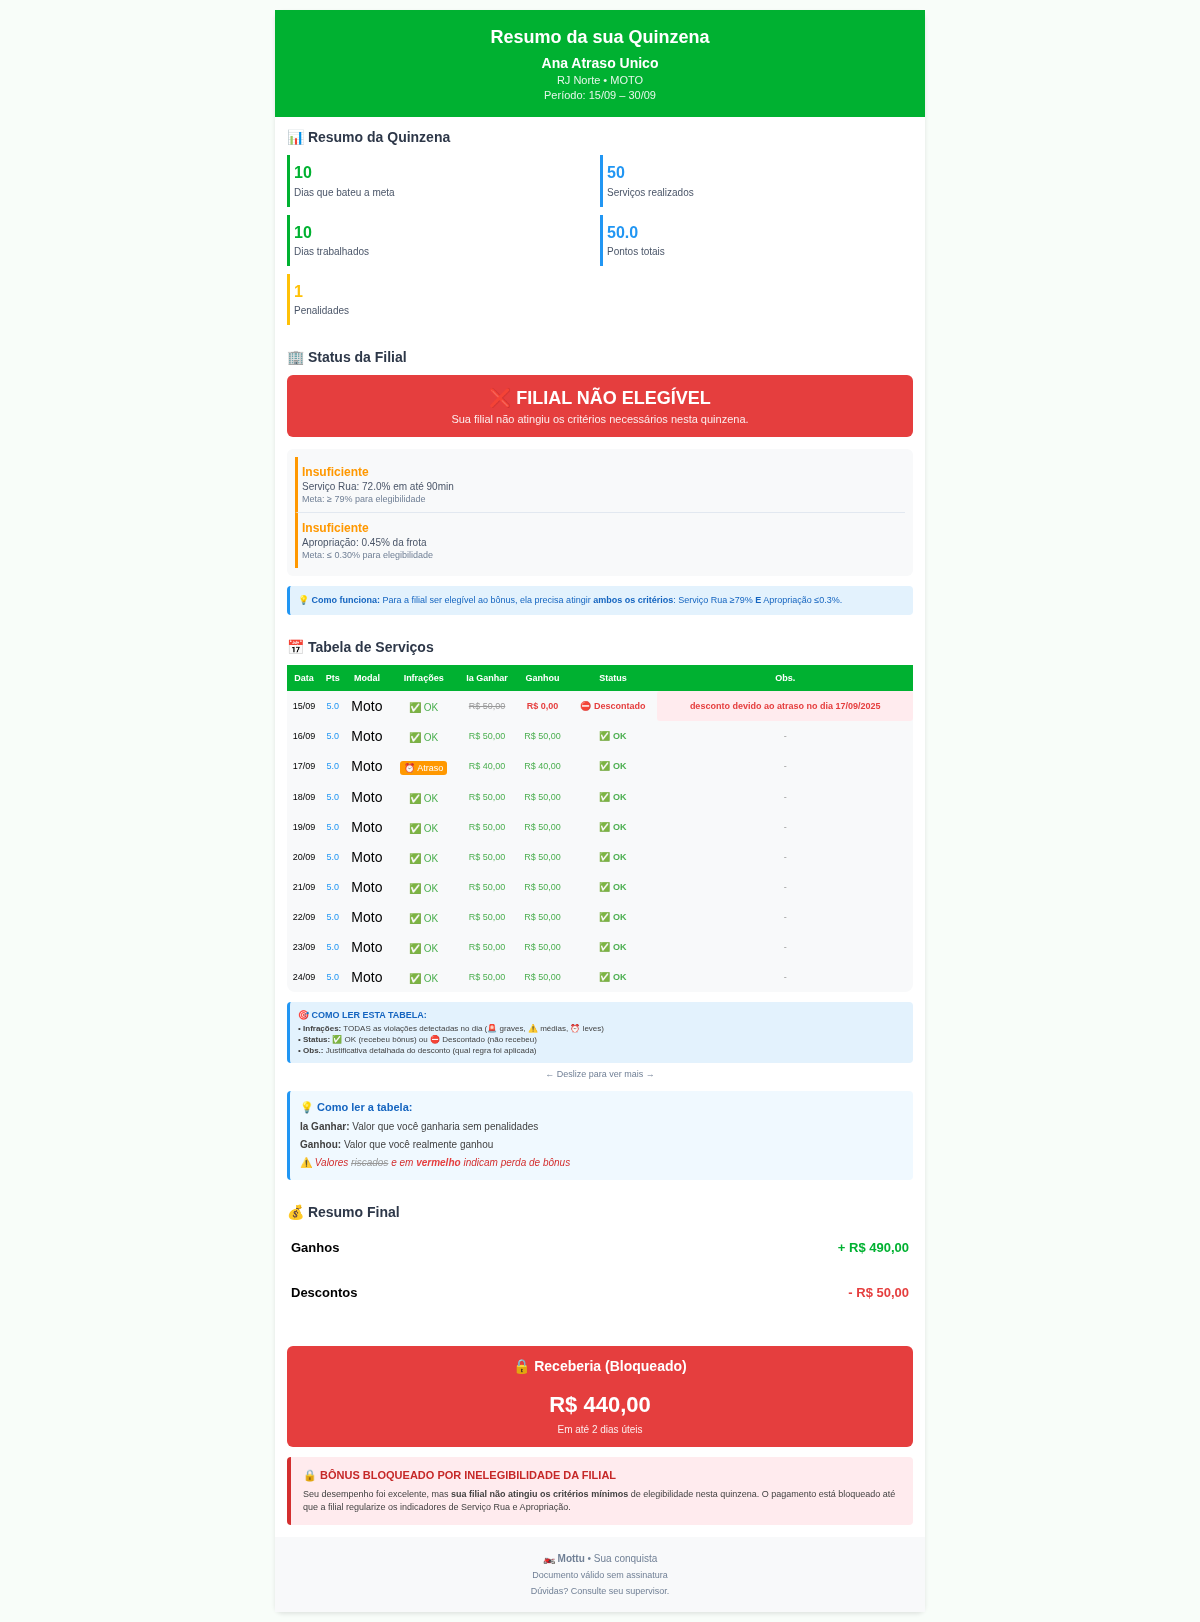 Resumo da sua Quinzena
Ana Atraso Unico
RJ Norte • MOTO
Período: 15/09 – 30/09
📊 Resumo da Quinzena
10
Dias que bateu a meta
50
Serviços realizados
10
Dias trabalhados
50.0
Pontos totais
1
Penalidades
🏢 Status da Filial
❌ FILIAL NÃO ELEGÍVEL
Sua filial não atingiu os critérios necessários nesta quinzena.
Insuficiente
Serviço Rua: 72.0% em até 90min
Meta: ≥ 79% para elegibilidade
Insuficiente
Apropriação: 0.45% da frota
Meta: ≤ 0.30% para elegibilidade
💡 Como funciona: Para a filial ser elegível ao bônus, ela precisa atingir ambos os critérios: Serviço Rua ≥79% E Apropriação ≤0.3%.
📅 Tabela de Serviços
Data Pts Modal Infrações Ia Ganhar Ganhou Status Obs.
15/09 5.0 Moto ✅ OK R$ 50,00 R$ 0,00 ⛔ Descontado desconto devido ao atraso no dia 17/09/2025
16/09 5.0 Moto ✅ OK R$ 50,00 R$ 50,00 ✅ OK -
17/09 5.0 Moto ⏰ Atraso R$ 40,00 R$ 40,00 ✅ OK -
18/09 5.0 Moto ✅ OK R$ 50,00 R$ 50,00 ✅ OK -
19/09 5.0 Moto ✅ OK R$ 50,00 R$ 50,00 ✅ OK -
20/09 5.0 Moto ✅ OK R$ 50,00 R$ 50,00 ✅ OK -
21/09 5.0 Moto ✅ OK R$ 50,00 R$ 50,00 ✅ OK -
22/09 5.0 Moto ✅ OK R$ 50,00 R$ 50,00 ✅ OK -
23/09 5.0 Moto ✅ OK R$ 50,00 R$ 50,00 ✅ OK -
24/09 5.0 Moto ✅ OK R$ 50,00 R$ 50,00 ✅ OK -
🎯 COMO LER ESTA TABELA:
• Infrações: TODAS as violações detectadas no dia (🚨 graves, ⚠️ médias, ⏰ leves)
• Status: ✅ OK (recebeu bônus) ou ⛔ Descontado (não recebeu)
• Obs.: Justificativa detalhada do desconto (qual regra foi aplicada)
← Deslize para ver mais →
💡 Como ler a tabela:
Ia Ganhar: Valor que você ganharia sem penalidades
Ganhou: Valor que você realmente ganhou
⚠️ Valores riscados e em vermelho indicam perda de bônus
💰 Resumo Final
Ganhos + R$ 490,00
Descontos - R$ 50,00
🔒 Receberia (Bloqueado)
R$ 440,00
Em até 2 dias úteis
🔒 BÔNUS BLOQUEADO POR INELEGIBILIDADE DA FILIAL
Seu desempenho foi excelente, mas sua filial não atingiu os critérios mínimos de elegibilidade nesta quinzena. O pagamento está bloqueado até
que a filial regularize os indicadores de Serviço Rua e Apropriação.
🏍️ Mottu • Sua conquista
Documento válido sem assinatura
Dúvidas? Consulte seu supervisor.